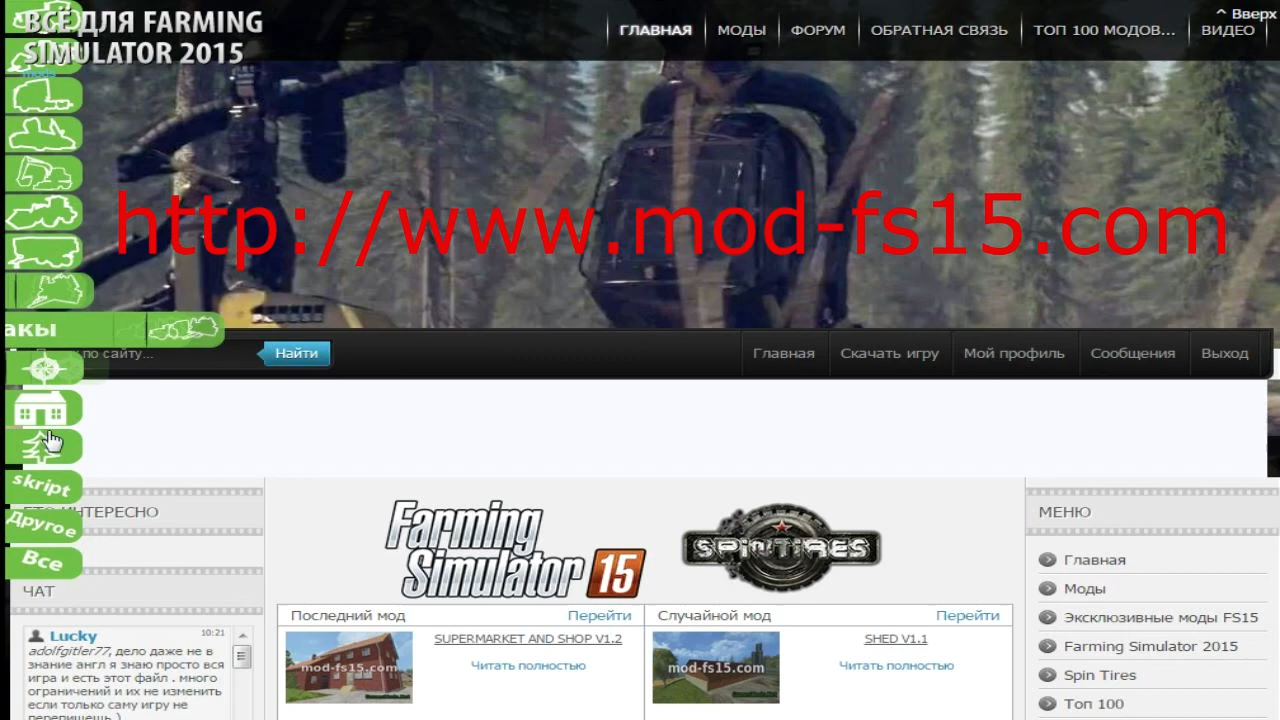 ВСЁ ДЛЯ FARMING
SIMULATOR 2015
^ Вверх
ГЛАВНАЯ МОДЫ ФОРУМ ОБРАТНАЯ СВЯЗЬ ТОП 100 МОДОВ... ВИДЕО
mods
http://www.mod-fs15.com
акы
по сайту... Найти
Главная Скачать игру Мой профиль Сообщения Выход
skript
Другое
Все
ИНТЕРЕСНО
ЧАТ
Lucky 10:21
adolfgitler77, дело даже не в
знание англ я знаю просто вся
игра и есть этот файл . много
ограничений и их не изменить
если только саму игру не
перепишешь )
Farming
Simulator 15
SPINTIRES
Последний мод Перейти
SUPERMARKET AND SHOP V1.2
Читать полностью
mod-fs15.com
Случайной мод Перейти
SHED V1.1
Читать полностью
mod-fs15.com
МЕНЮ
Главная
Моды
Эксклюзивные моды FS15
Farming Simulator 2015
Spin Tires
Топ 100